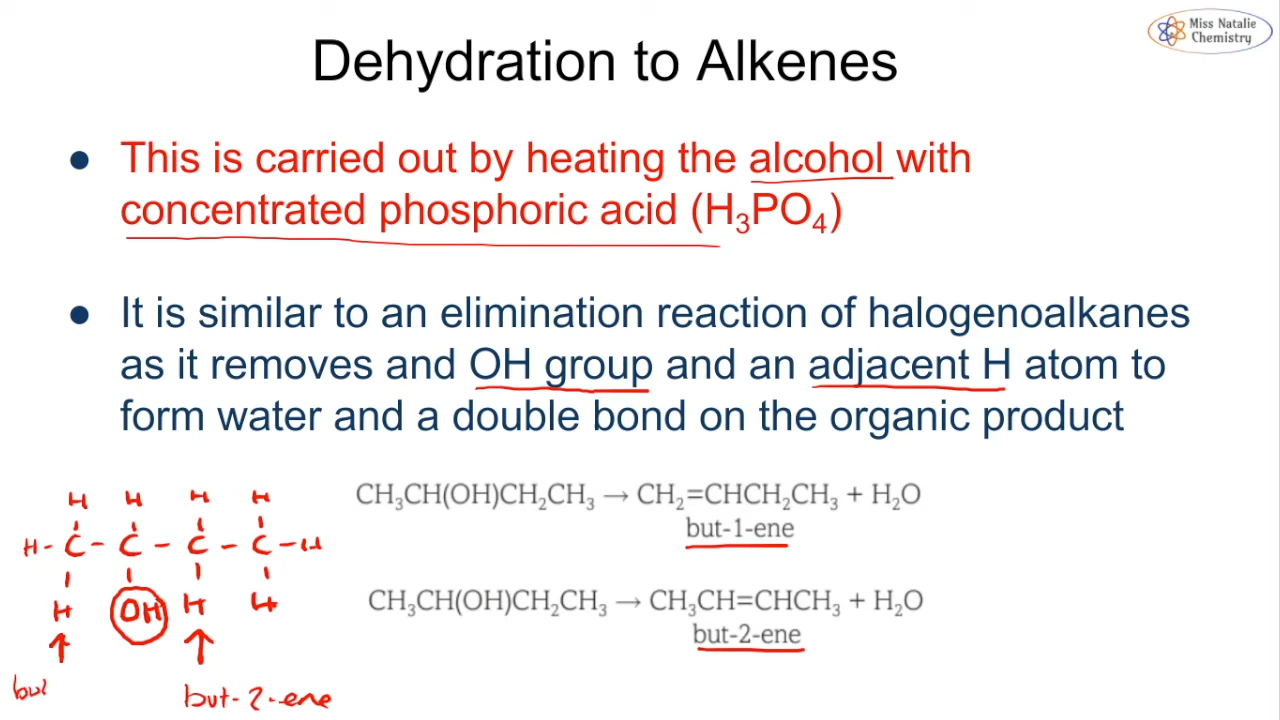 Miss Natalie
Chemistry
Dehydration to Alkenes
● This is carried out by heating the alcohol with
concentrated phosphoric acid (H₃PO₄)
● It is similar to an elimination reaction of halogenoalkanes
as it removes and OH group and an adjacent H atom to
form water and a double bond on the organic product
CH₃CH(OH)CH₂CH₃ → CH₂=CHCH₂CH₃ + H₂O
but-1-ene
CH₃CH(OH)CH₂CH₃ → CH₃CH=CHCH₃ + H₂O
but-2-ene
H H H H
H - C - C - C - C - H
H OH H H
but-2-ene